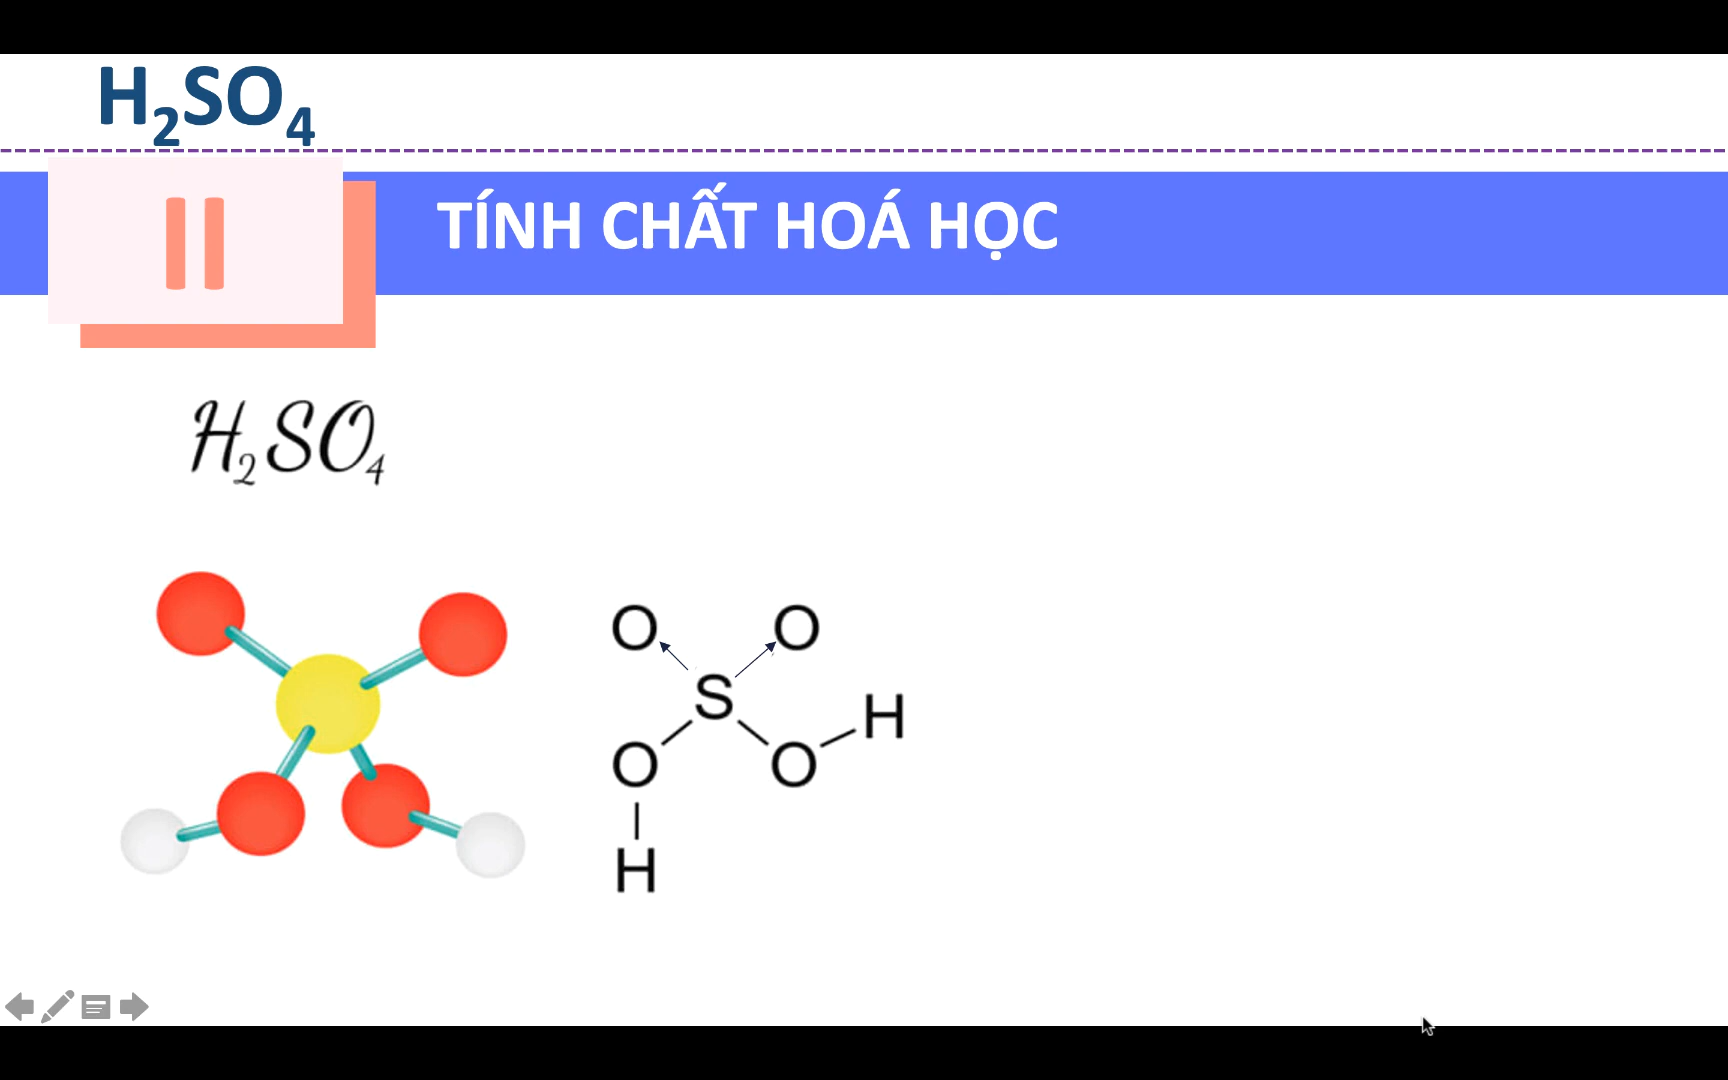 H₂SO₄
II
TÍNH CHẤT HOÁ HỌC
H₂SO₄
O O
S
H
O O
H